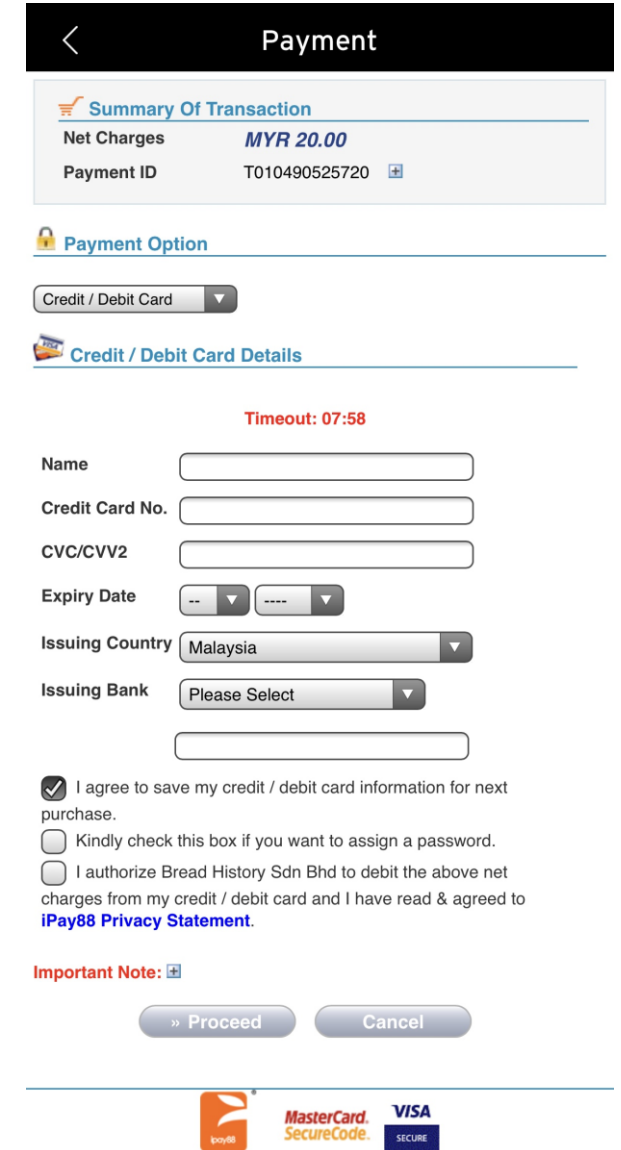 Payment
Summary Of Transaction
Net Charges MYR 20.00
Payment ID T010490525720
Payment Option
Credit / Debit Card
Credit / Debit Card Details
Timeout: 07:58
Name
Credit Card No.
CVC/CVV2
Expiry Date -- ----
Issuing Country Malaysia
Issuing Bank Please Select
I agree to save my credit / debit card information for next
purchase.
Kindly check this box if you want to assign a password.
I authorize Bread History Sdn Bhd to debit the above net
charges from my credit / debit card and I have read & agreed to
iPay88 Privacy Statement.
Important Note:
» Proceed Cancel
ipay88 MasterCard. SecureCode. VISA SECURE